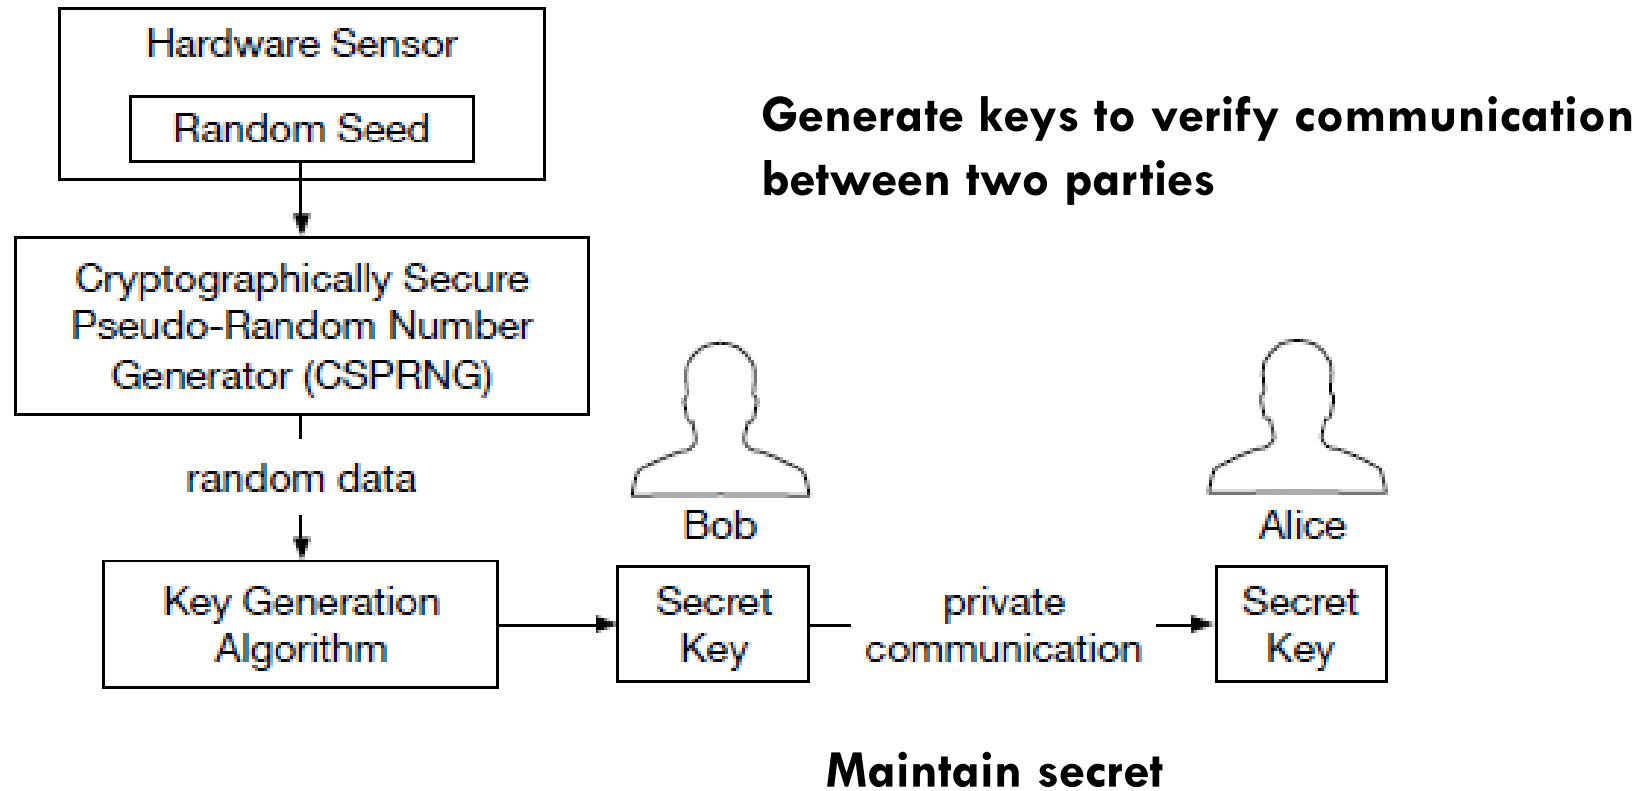 Hardware Sensor
Random Seed
Generate keys to verify communication
between two parties
Cryptographically Secure
Pseudo-Random Number
Generator (CSPRNG)
random data
Bob
Alice
Key Generation
Algorithm
Secret
Key
private
communication
Secret
Key
Maintain secret